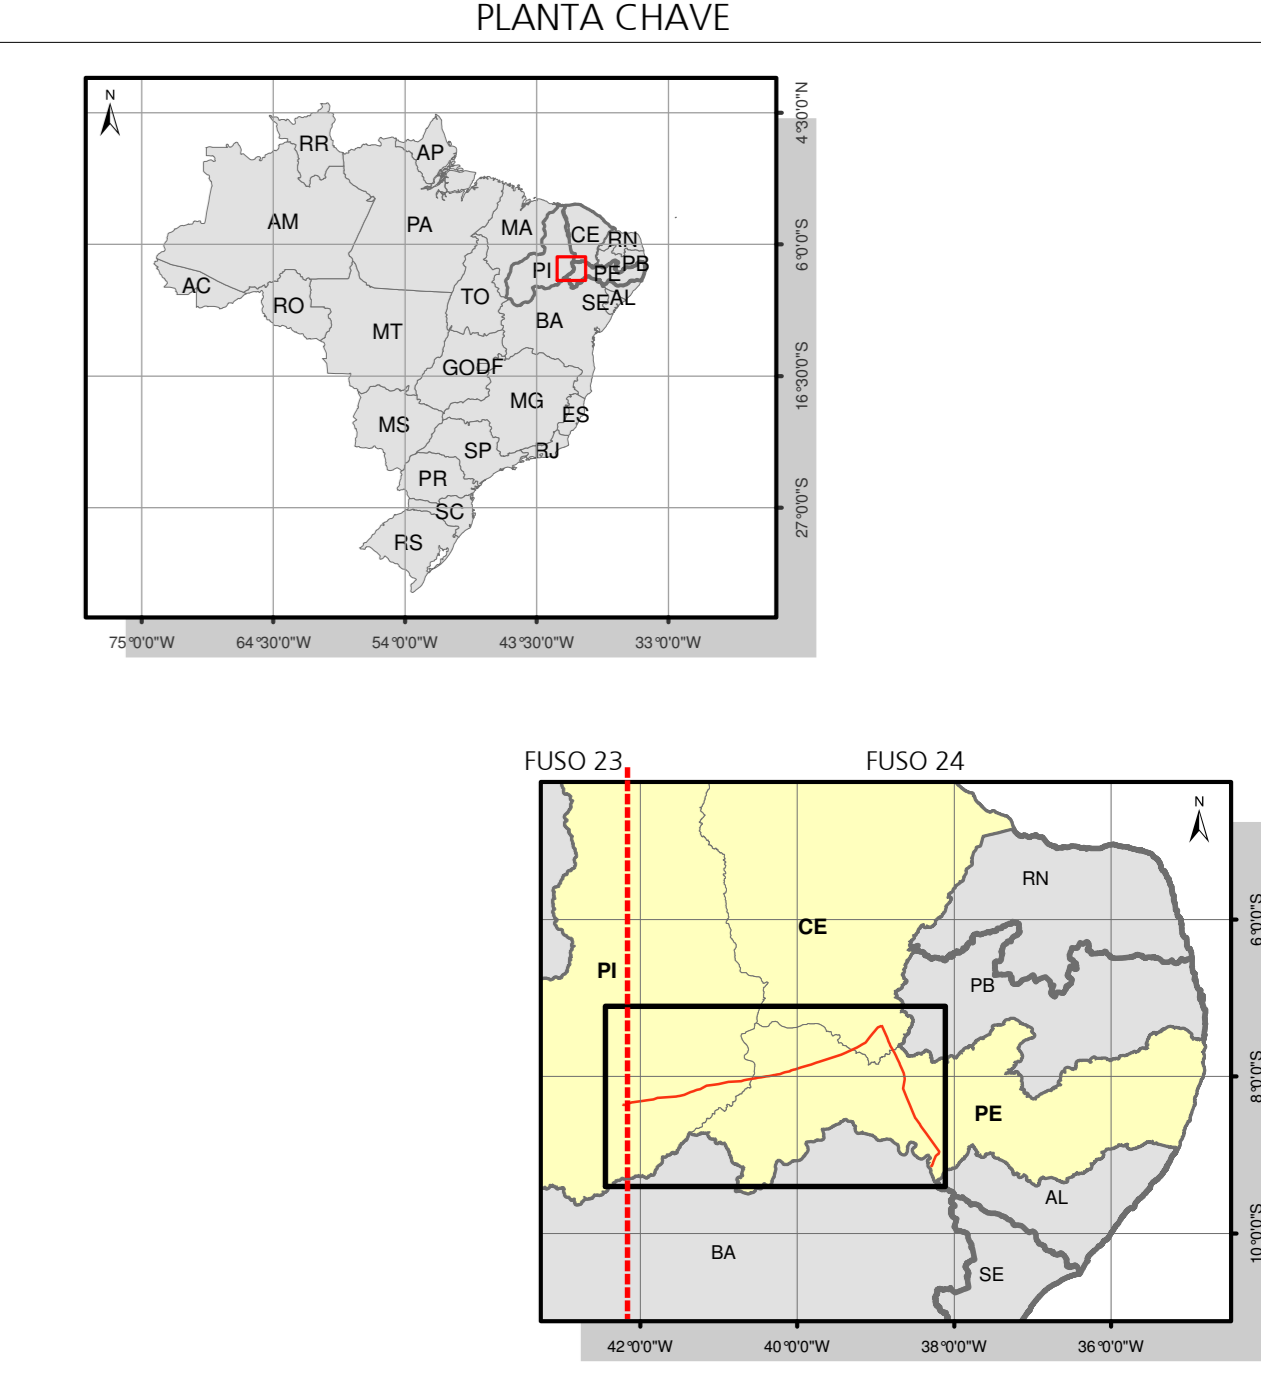 PLANTA CHAVE
N
4°30'0"N
RR
AP
AM
PA
MA
CE
RN
6°0'0"S
PI
PE
PB
AC
RO
TO
SE
AL
MT
BA
GO
DF
16°30'0"S
MG
ES
MS
SP
RJ
PR
SC
27°0'0"S
RS
75°0'0"W
64°30'0"W
54°0'0"W
43°30'0"W
33°0'0"W
FUSO 23
FUSO 24
N
RN
CE
6°0'0"S
PI
PB
8°0'0"S
PE
AL
BA
10°0'0"S
SE
42°0'0"W
40°0'0"W
38°0'0"W
36°0'0"W